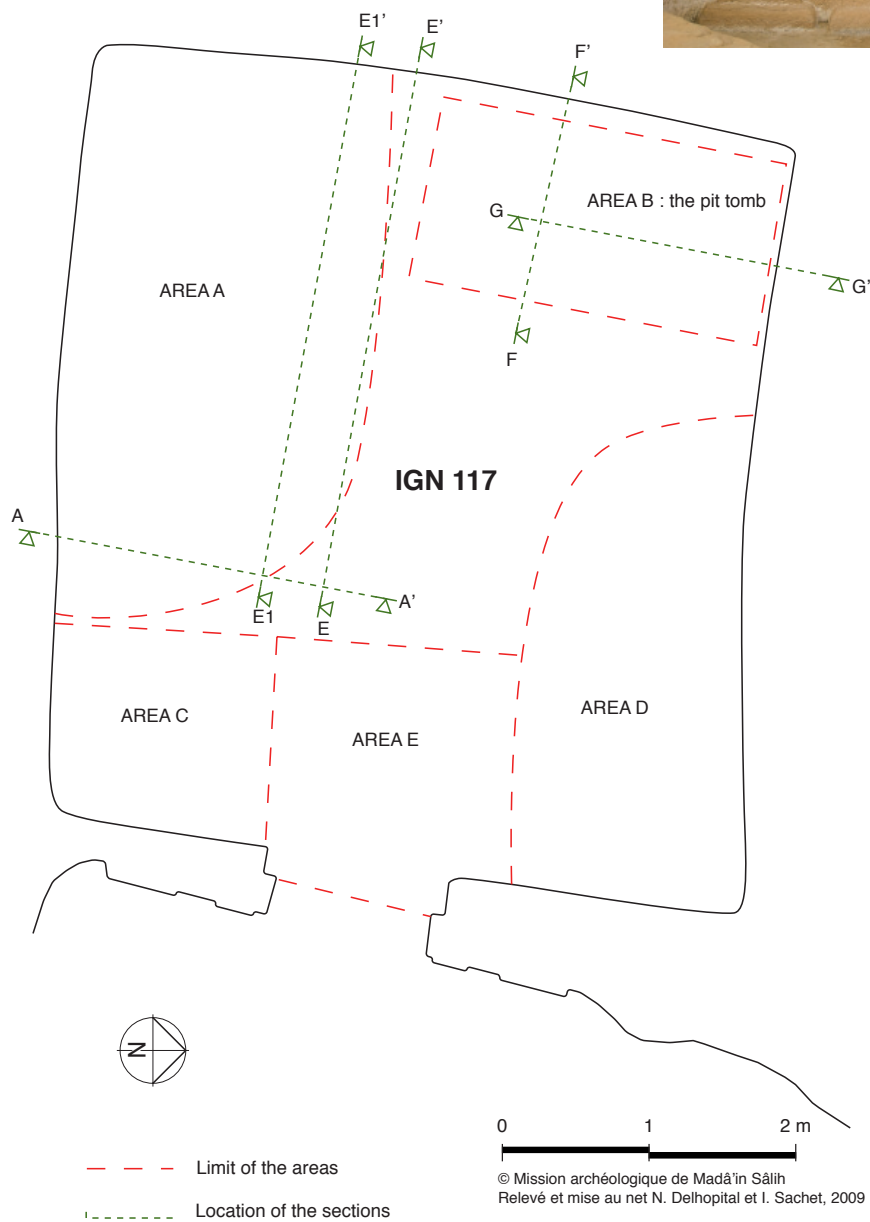 E1'
E'
F'
AREA B : the pit tomb
G
G'
AREA A
F
IGN 117
A
A'
E1
E
AREA C
AREA E
AREA D
N
0 1 2 m
Limit of the areas
© Mission archéologique de Madâ'in Sâlih
Relevé et mise au net N. Delhopital et I. Sachet, 2009
Location of the sections